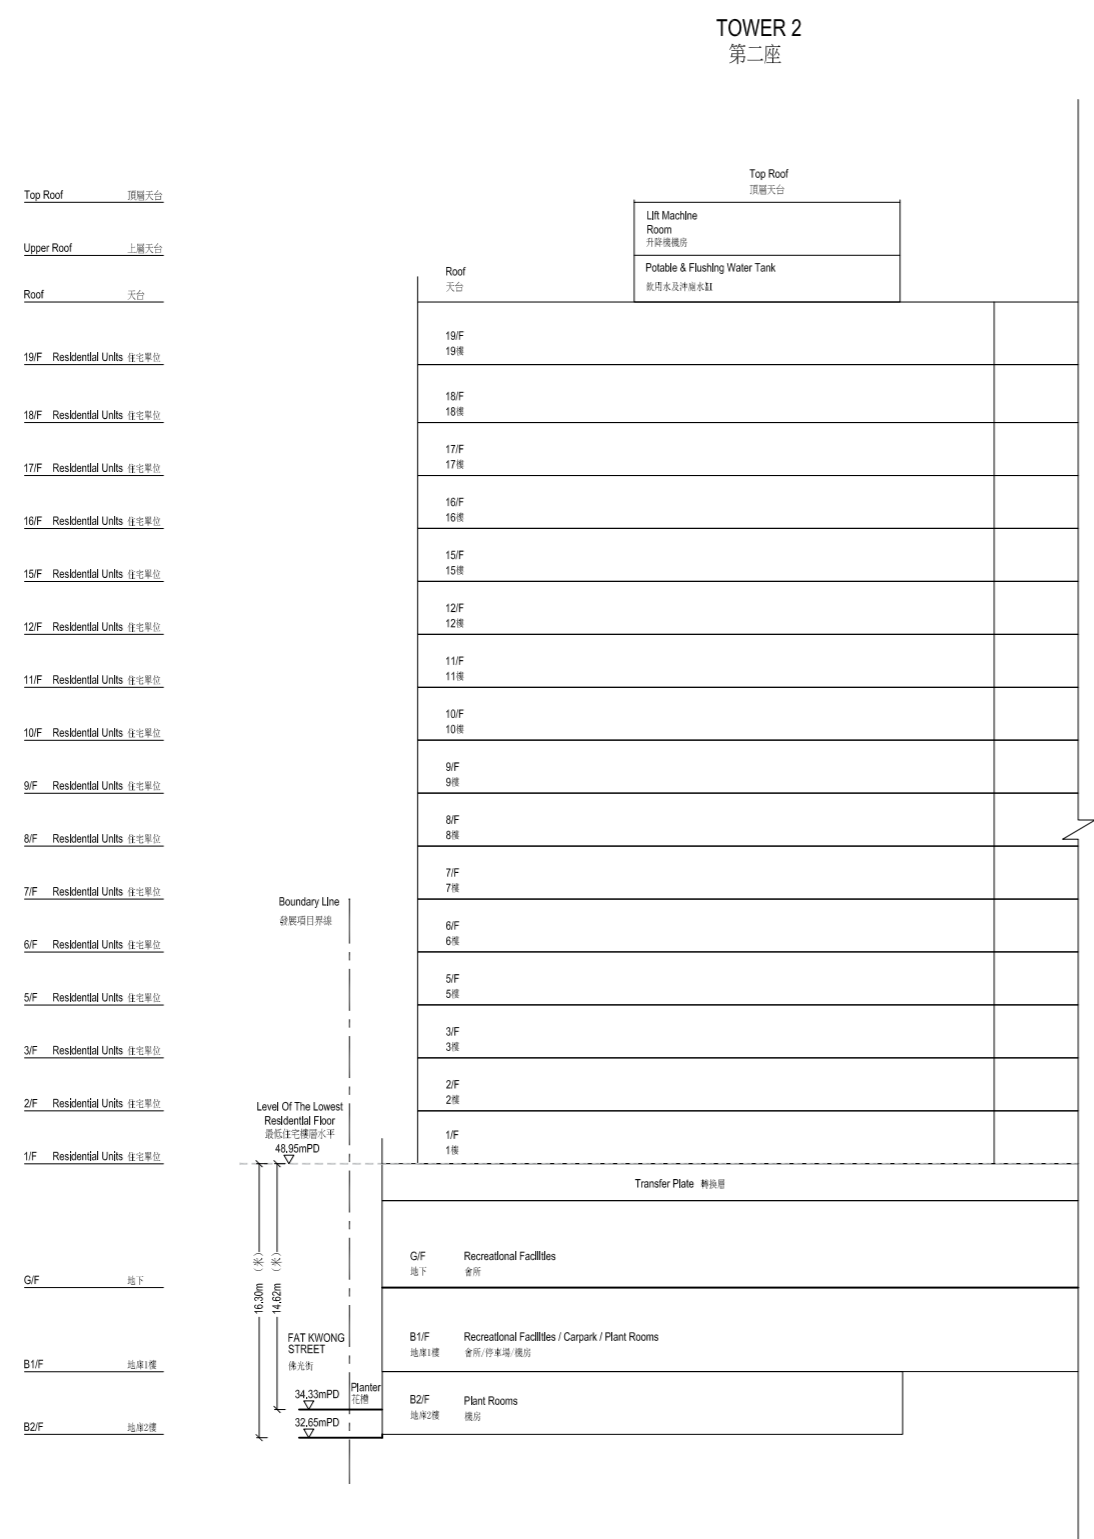 TOWER 2
第二座
Top Roof 頂層天台
Upper Roof 上層天台
Roof 天台
19/F Residential Units 住宅單位
18/F Residential Units 住宅單位
17/F Residential Units 住宅單位
16/F Residential Units 住宅單位
15/F Residential Units 住宅單位
12/F Residential Units 住宅單位
11/F Residential Units 住宅單位
10/F Residential Units 住宅單位
9/F Residential Units 住宅單位
8/F Residential Units 住宅單位
7/F Residential Units 住宅單位
6/F Residential Units 住宅單位
5/F Residential Units 住宅單位
3/F Residential Units 住宅單位
2/F Residential Units 住宅單位
1/F Residential Units 住宅單位
G/F 地下
B1/F 地庫1樓
B2/F 地庫2樓
Boundary Line
發展項目界線
Level Of The Lowest
Residential Floor
最低住宅樓層水平
48.95mPD
16.30m (米)
14.62m (米)
FAT KWONG
STREET
佛光街
Planter
花槽
34.33mPD
32.65mPD
Top Roof
頂層天台
Lift Machine
Room
升降機機房
Potable & Flushing Water Tank
飲用水及沖廁水缸
Roof
天台
19/F
19樓
18/F
18樓
17/F
17樓
16/F
16樓
15/F
15樓
12/F
12樓
11/F
11樓
10/F
10樓
9/F
9樓
8/F
8樓
7/F
7樓
6/F
6樓
5/F
5樓
3/F
3樓
2/F
2樓
1/F
1樓
Transfer Plate 轉換層
G/F Recreational Facilities
地下 會所
B1/F Recreational Facilities / Carpark / Plant Rooms
地庫1樓 會所/停車場/機房
B2/F Plant Rooms
地庫2樓 機房